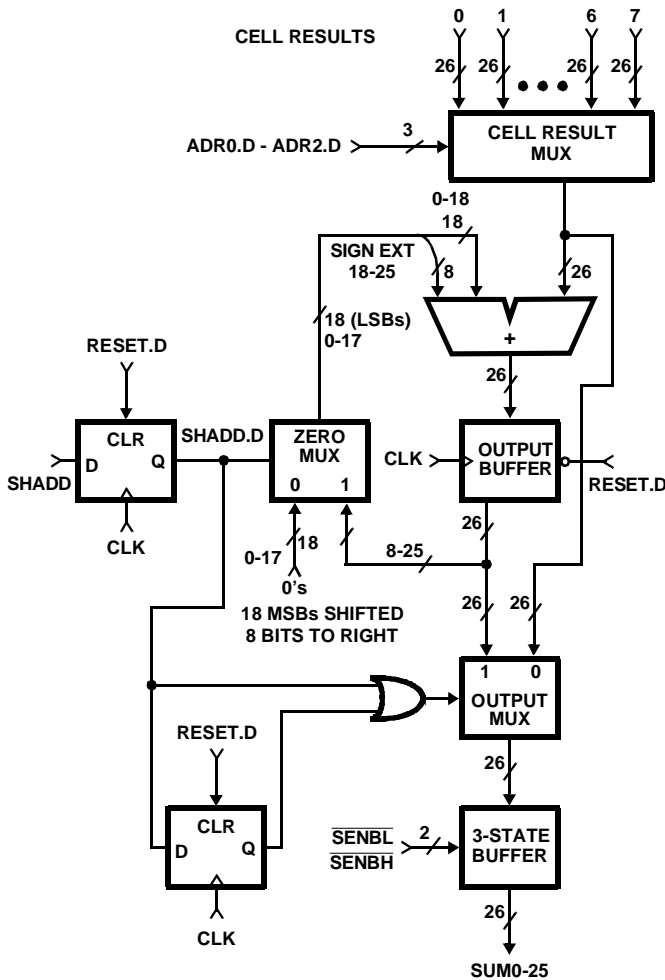 0 1 6 7
CELL RESULTS
26 26 26 26
CELL RESULT
MUX
ADR0.D - ADR2.D
3
0-18
18
SIGN EXT
18-25
8
26
18 (LSBs)
0-17
+
26
RESET.D
CLR
D Q
SHADD
CLK
SHADD.D
ZERO
MUX
0 1
CLK
OUTPUT
BUFFER
RESET.D
0-17
18
0's
8-25
26
18 MSBs SHIFTED
8 BITS TO RIGHT
26 26
1 0
OUTPUT
MUX
RESET.D
CLR
D Q
CLK
26
SENBL
SENBH
2
3-STATE
BUFFER
26
SUM0-25